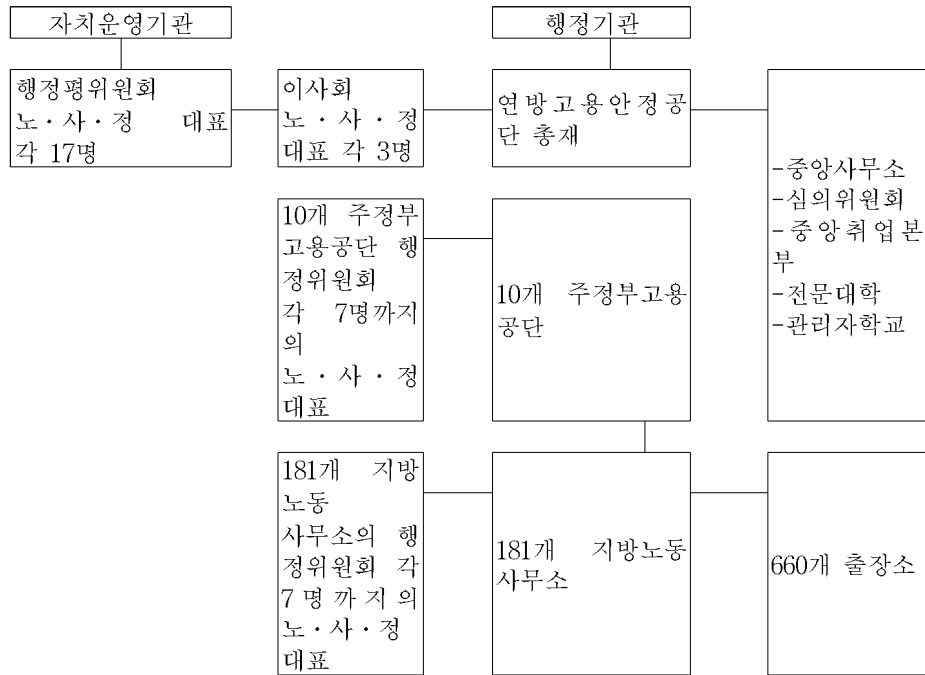 자치운영기관
행정기관
행정평위원회
노·사·정 대표
각 17명
이사회
노·사·정
대표 각 3명
연방고용안정공
단 총재
-중앙사무소
-심의위원회
-중앙취업본
부
-전문대학
-관리자학교
10개 주정부
고용공단 행
정위원회
각 7명까지
의
노·사·정
대표
10개 주정부고용
공단
181개 지방
노동
사무소의 행
정위원회 각
7명까지의
노·사·정
대표
181개 지방노동
사무소
660개 출장소